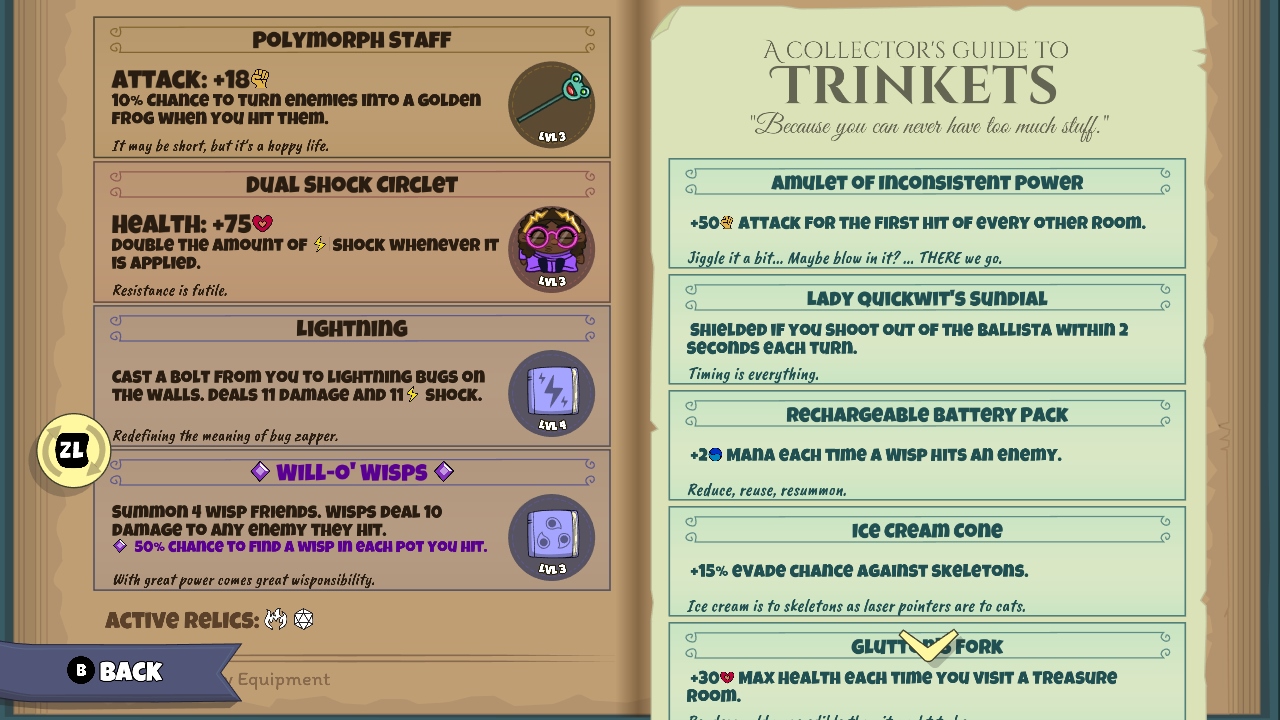 POLYMORPH STAFF
ATTACK: +18
10% CHANCE TO TURN ENEMIES INTO A GOLDEN
FROG WHEN YOU HIT THEM.
It may be short, but it's a hoppy life.
LVL 3
DUAL SHOCK CIRCLET
HEALTH: +75
DOUBLE THE AMOUNT OF SHOCK WHENEVER IT
IS APPLIED.
Resistance is futile.
LVL 3
LIGHTNING
CAST A BOLT FROM YOU TO LIGHTNING BUGS ON
THE WALLS. DEALS 11 DAMAGE AND 11 SHOCK.
Redefining the meaning of bug zapper.
LVL 4
ZL
WILL-O' WISPS
SUMMON 4 WISP FRIENDS. WISPS DEAL 10
DAMAGE TO ANY ENEMY THEY HIT.
50% CHANCE TO FIND A WISP IN EACH POT YOU HIT.
With great power comes great wisponsibility.
LVL 3
ACTIVE RELICS:
B BACK
Equipment
A COLLECTOR'S GUIDE TO
TRINKETS
"Because you can never have too much stuff."
AMULET OF INCONSISTENT POWER
+50 ATTACK FOR THE FIRST HIT OF EVERY OTHER ROOM.
Jiggle it a bit... Maybe blow in it? ... THERE we go.
LADY QUICKWIT'S SUNDIAL
SHIELDED IF YOU SHOOT OUT OF THE BALLISTA WITHIN 2
SECONDS EACH TURN.
Timing is everything.
RECHARGEABLE BATTERY PACK
+2 MANA EACH TIME A WISP HITS AN ENEMY.
Reduce, reuse, resummon.
ICE CREAM CONE
+15% EVADE CHANCE AGAINST SKELETONS.
Ice cream is to skeletons as laser pointers are to cats.
GLUTTON'S FORK
+30 MAX HEALTH EACH TIME YOU VISIT A TREASURE
ROOM.